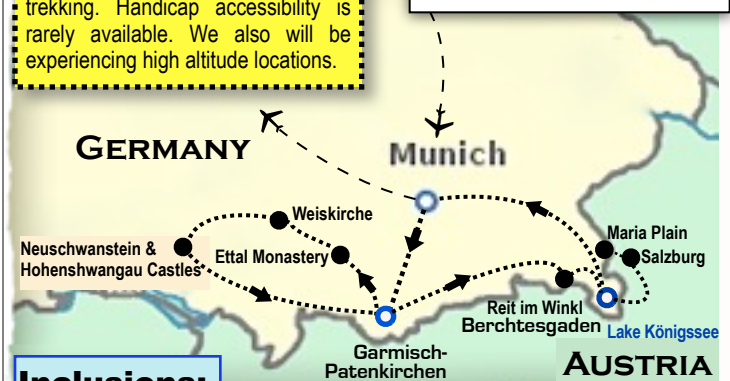 trekking. Handicap accessibility is
rarely available. We also will be
experiencing high altitude locations.
GERMANY
Munich
Weiskirche
Neuschwanstein &
Hohenshwangau Castles
Ettal Monastery
Maria Plain
Salzburg
Reit im Winkl
Berchtesgaden
Lake Königssee
Garmisch-
Patenkirchen
AUSTRIA
Inclusions: